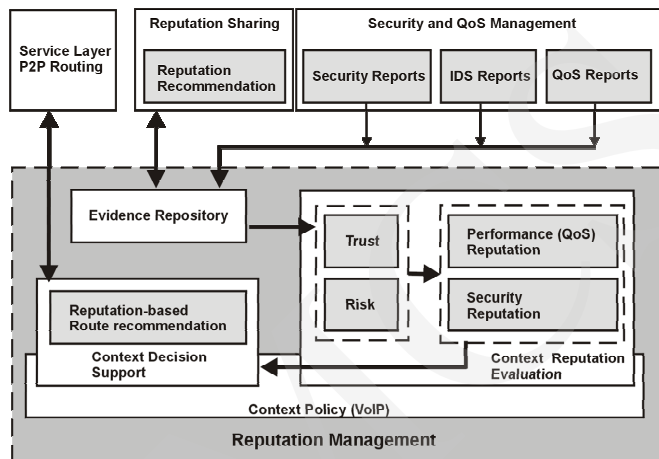 Service Layer
P2P Routing
Reputation Sharing
Reputation
Recommendation
Security and QoS Management
Security Reports
IDS Reports
QoS Reports
Evidence Repository
Trust
Risk
Performance (QoS)
Reputation
Security
Reputation
Reputation-based
Route recommendation
Context Decision
Support
Context Reputation
Evaluation
Context Policy (VoIP)
Reputation Management